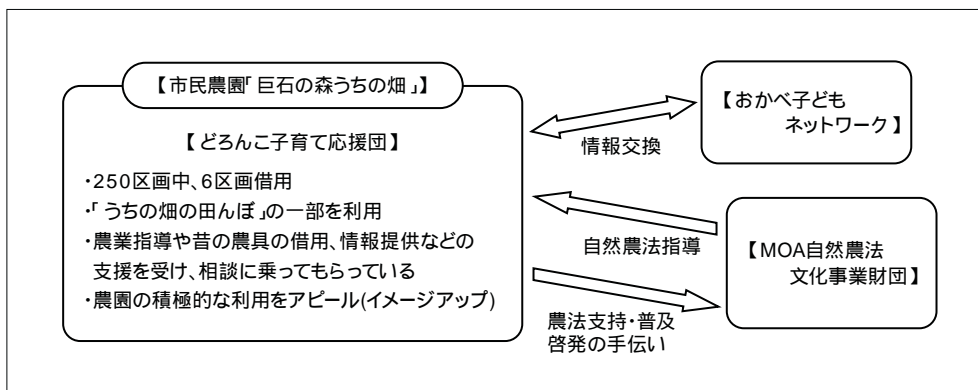 【市民農園「巨石の森うちの畑」】
【どろんこ子育て応援団】
・250区画中、6区画借用
・「うちの畑の田んぼ」の一部を利用
・農業指導や昔の農具の借用、情報提供などの
支援を受け、相談に乗ってもらっている
・農園の積極的な利用をアピール(イメージアップ)
情報交換
【おかべ子ども
ネットワーク】
自然農法指導
【MOA自然農法
文化事業財団】
農法支持・普及
啓発の手伝い